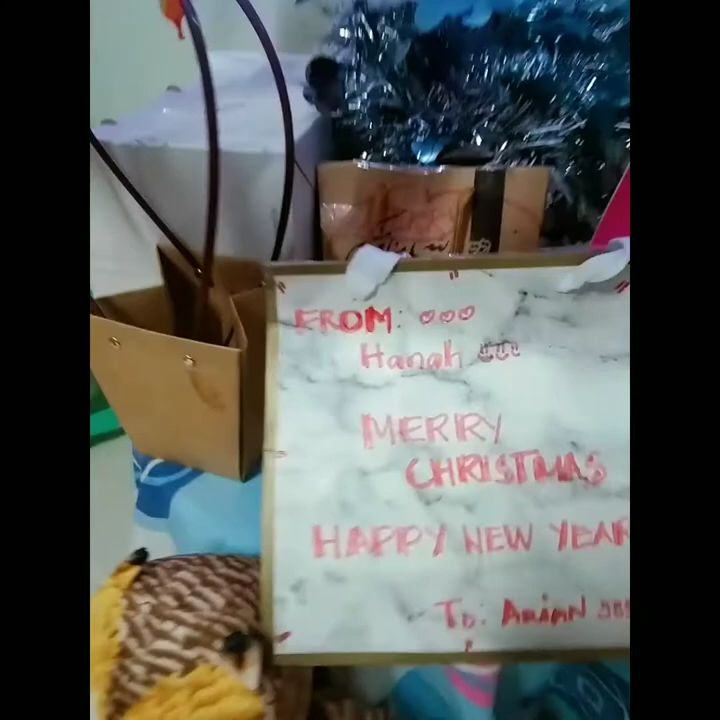 FROM: ♡♡♡
Hanah
MERRY
CHRISTMAS
HAPPY NEW YEAR
To: ARIAN